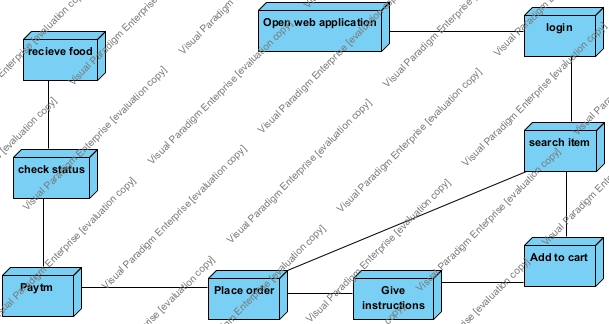 Open web application
login
recieve food
search item
check status
Add to cart
Paytm
Place order
Give
instructions
Visual Paradigm Enterprise [evaluation copy]